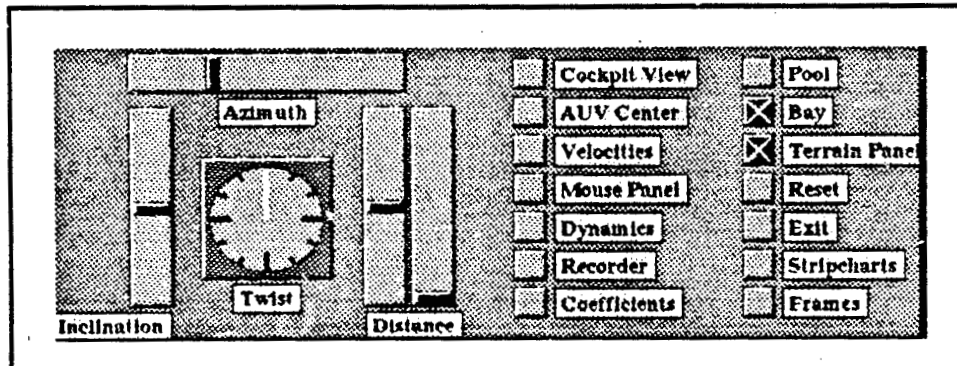 Azimuth
Inclination
Twist
Distance
Cockpit View
AUV Center
Velocities
Mouse Panel
Dynamics
Recorder
Coefficients
Pool
Bay
Terrain Panel
Reset
Exit
Stripcharts
Frames